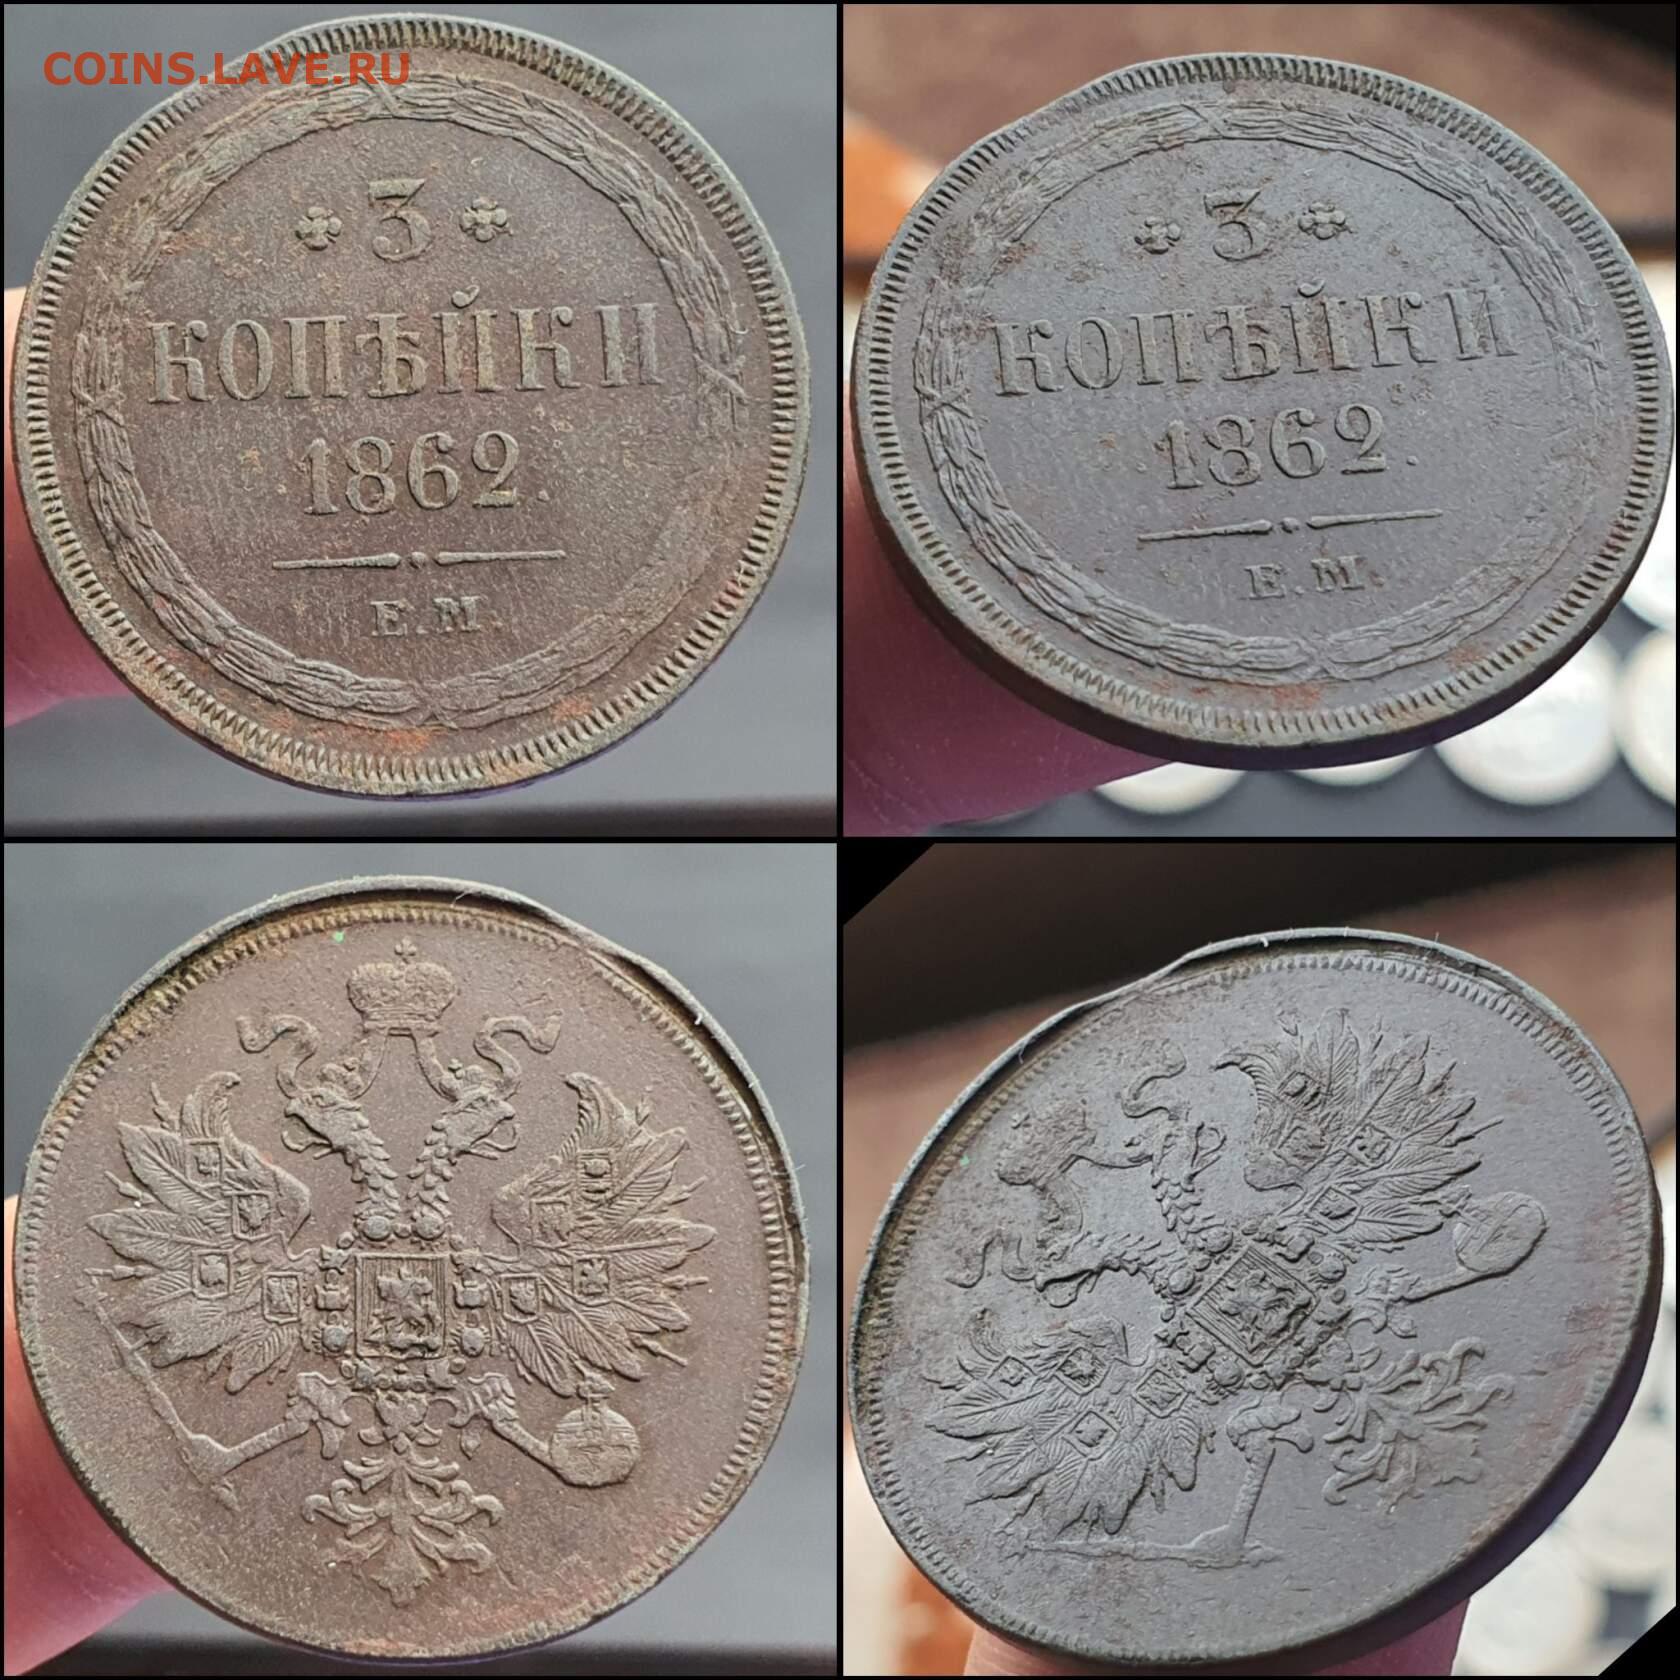 COINS.LAVE.RU
3
КОПѢЙКИ
1862.
Е.М.
3
КОПѢЙКИ
1862.
Е.М.